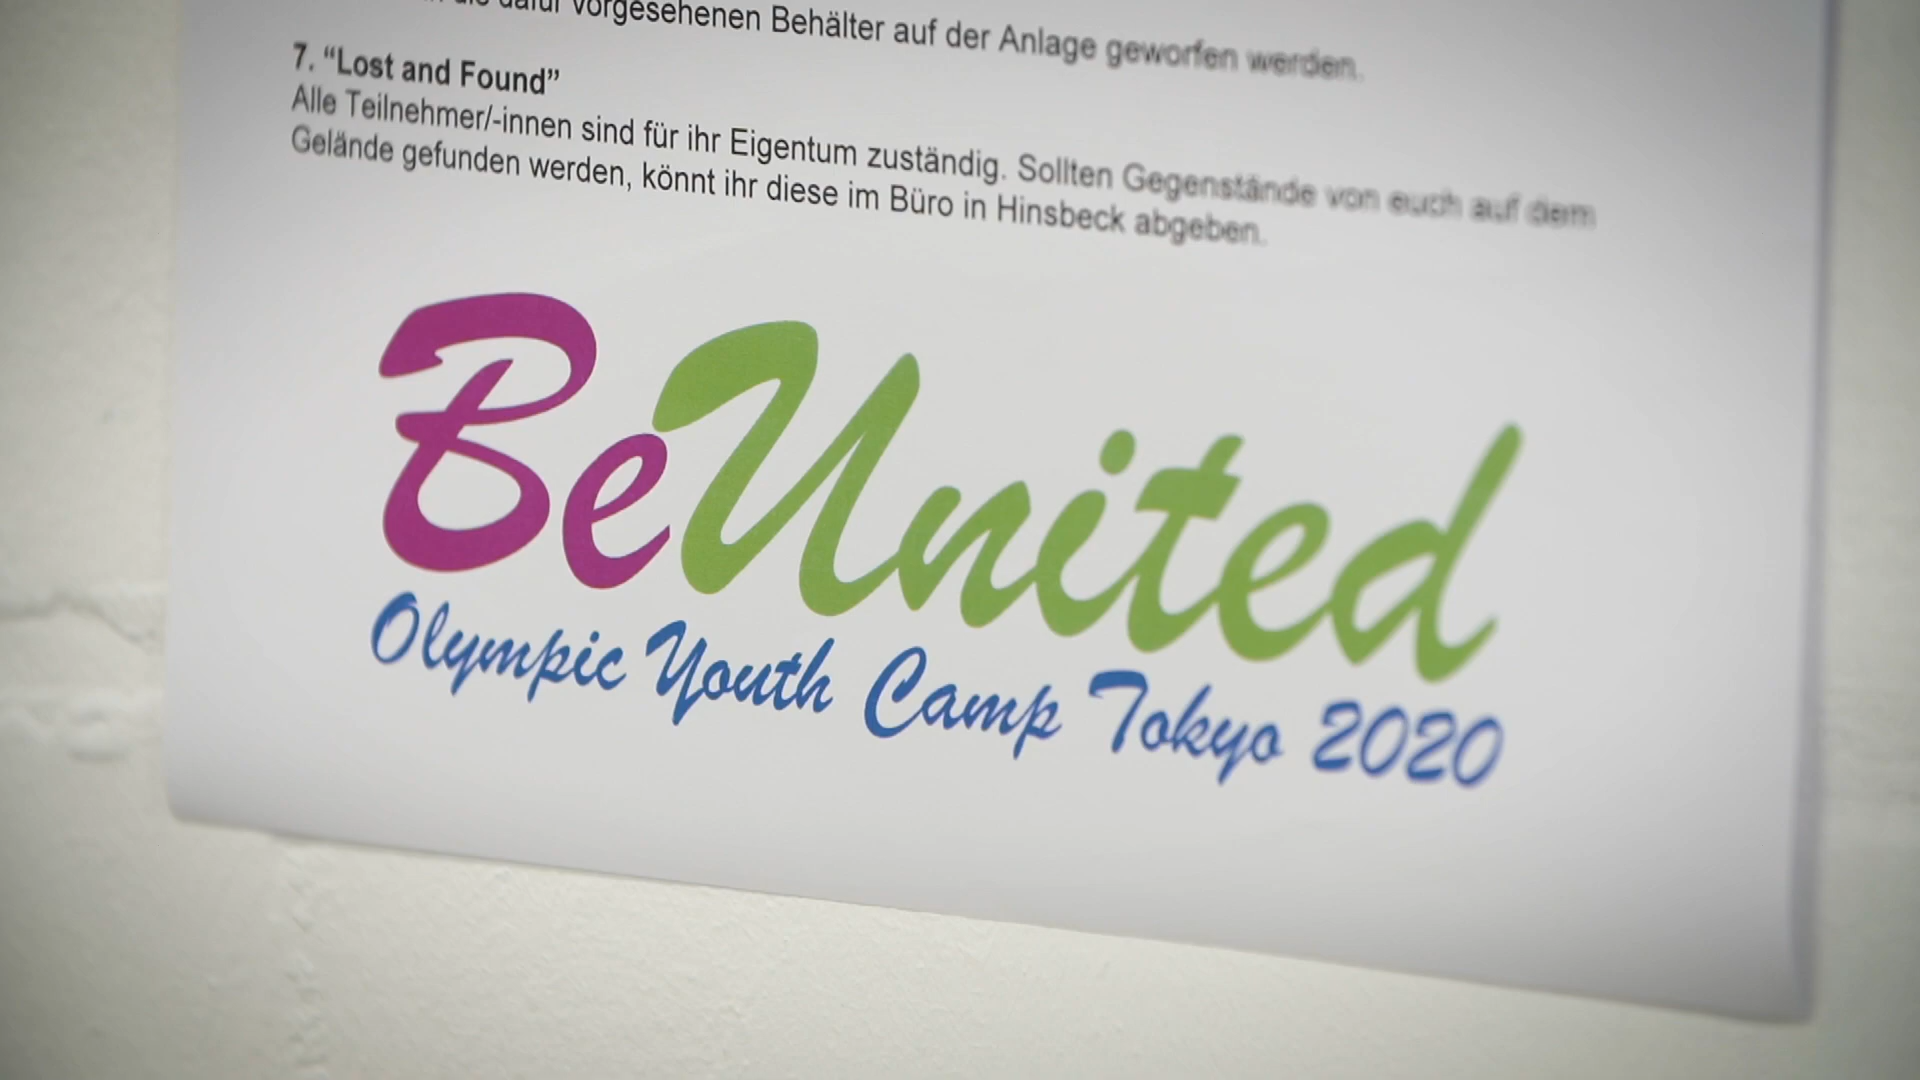 dafür vorgesehenen Behälter auf der Anlage geworfen werden.
7. “Lost and Found”
Alle Teilnehmer/-innen sind für ihr Eigentum zuständig. Sollten Gegenstände von euch auf dem
Gelände gefunden werden, könnt ihr diese im Büro in Hinsbeck abgeben.
BeUnited
Olympic Youth Camp Tokyo 2020